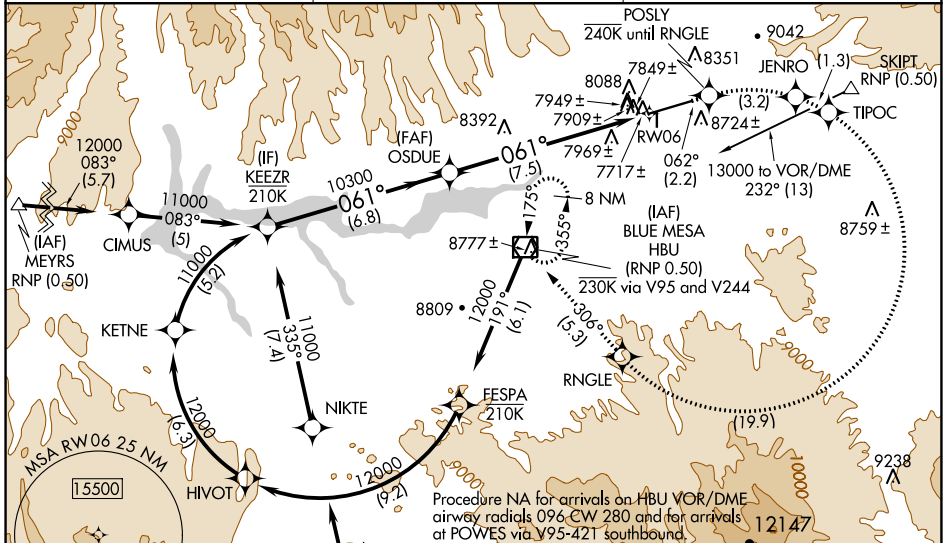 POSLY
240K until RNGLE
9042
8351
JENRO
(1.3)
SKIPT
RNP (0.50)
8088
7849±
7949±
7909±
(3.2)
TIPOC
RW06
8724±
7969±
7717±
062°
(2.2)
13000 to VOR/DME
232° (13)
8759±
9000
12000
083°
(5.7)
(IAF)
MEYRS
RNP (0.50)
11000
083°
(5)
CIMUS
(IF)
KEEZR
210K
10300
061°
(6.8)
(FAF)
OSDUE
8392
061°
(7.5)
175°
355°
8 NM
(IAF)
BLUE MESA
HBU
(RNP 0.50)
230K via V95 and V244
8777±
12000
191°
(6.1)
8809
306°
(5.3)
RNGLE
9000
11000
(5.2)
KETNE
11000
335°
(7.4)
NIKTE
FESPA
210K
12000
(6.3)
HIVOT
12000
(9.2)
(19.9)
9000
10000
9238
12147
MSA RW06 25 NM
15500
Procedure NA for arrivals on HBU VOR/DME
airway radials 096 CW 280 and for arrivals
at POWES via V95-421 southbound.